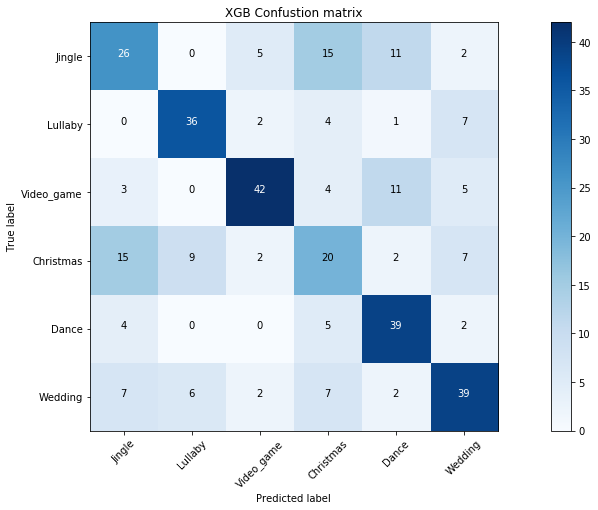 XGB Confustion matrix
True label
Jingle 26 0 5 15 11 2
Lullaby 0 36 2 4 1 7
Video_game 3 0 42 4 11 5
Christmas 15 9 2 20 2 7
Dance 4 0 0 5 39 2
Wedding 7 6 2 7 2 39
Jingle Lullaby Video_game Christmas Dance Wedding
Predicted label
40
35
30
25
20
15
10
5
0